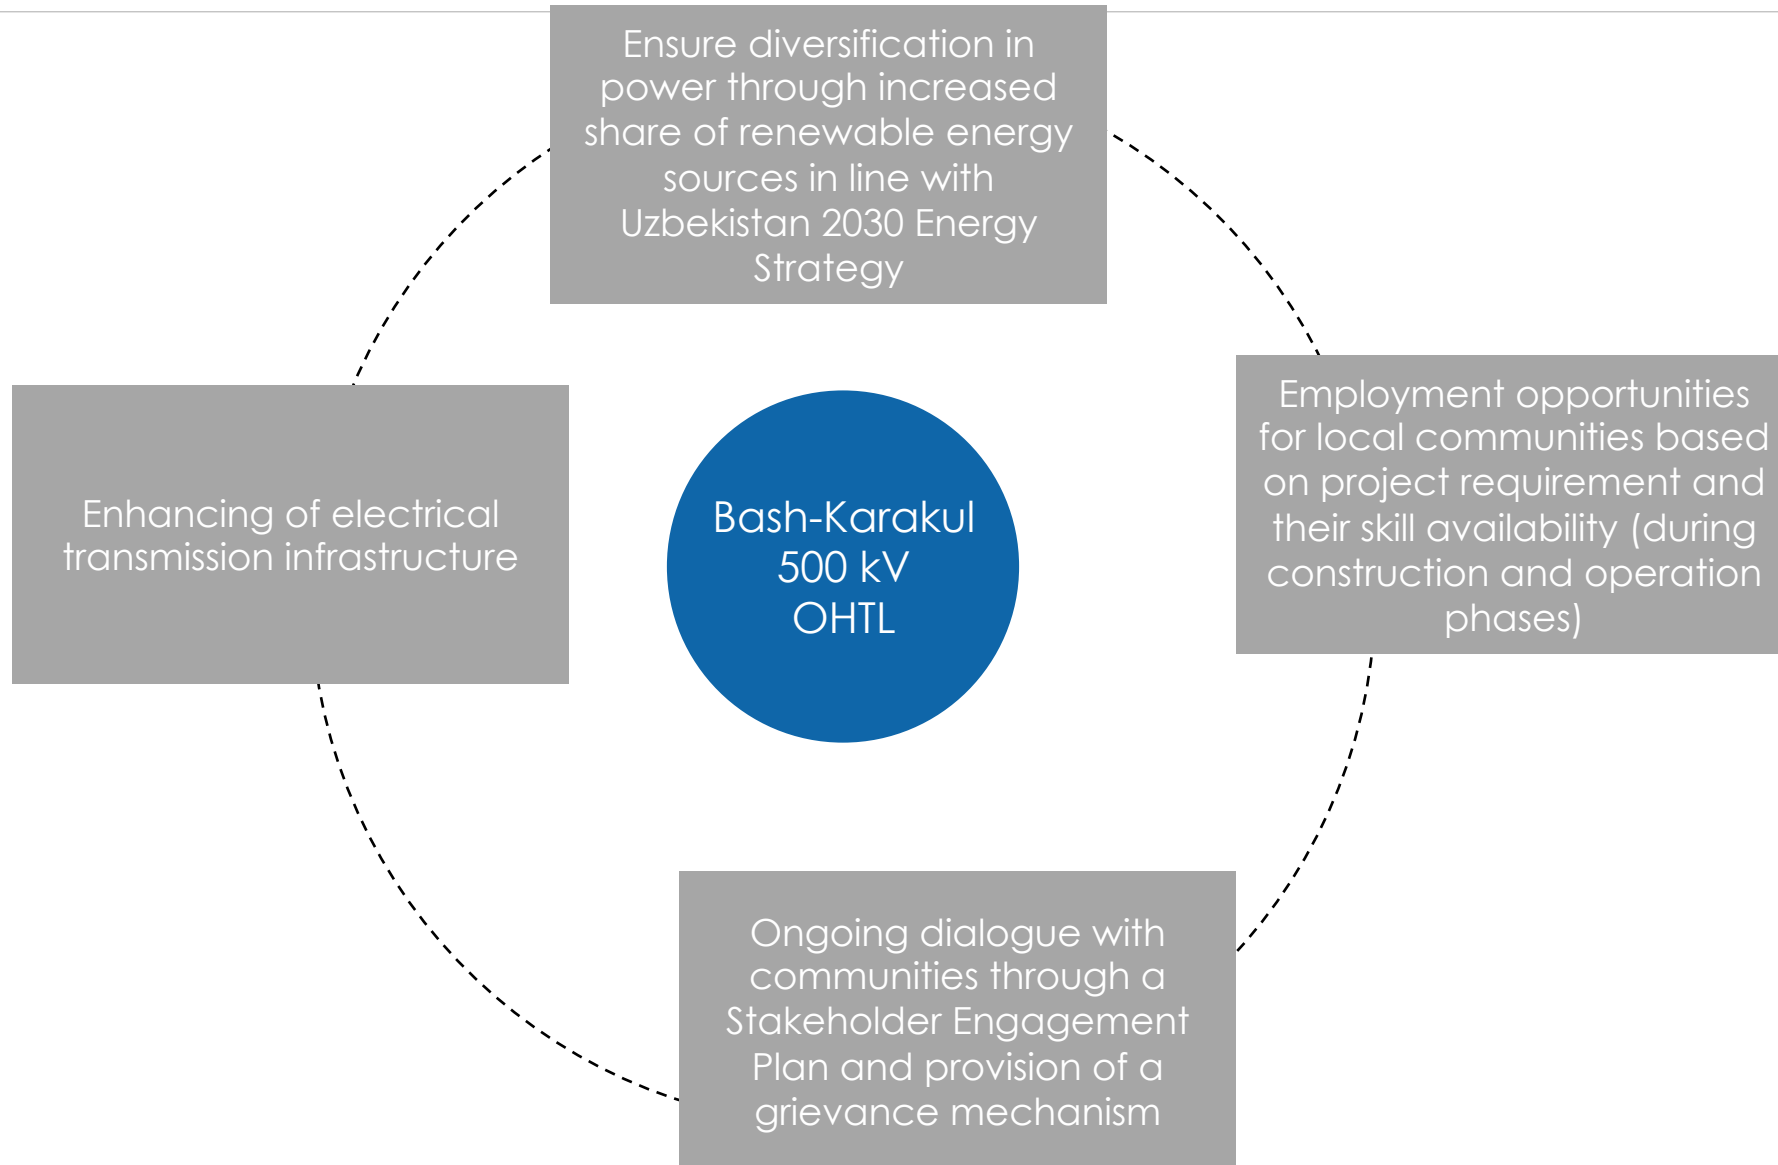 Ensure diversification in
power through increased
share of renewable energy
sources in line with
Uzbekistan 2030 Energy
Strategy
Employment opportunities
for local communities based
on project requirement and
their skill availability (during
construction and operation
phases)
Enhancing of electrical
transmission infrastructure
Bash-Karakul
500 kV
OHTL
Ongoing dialogue with
communities through a
Stakeholder Engagement
Plan and provision of a
grievance mechanism